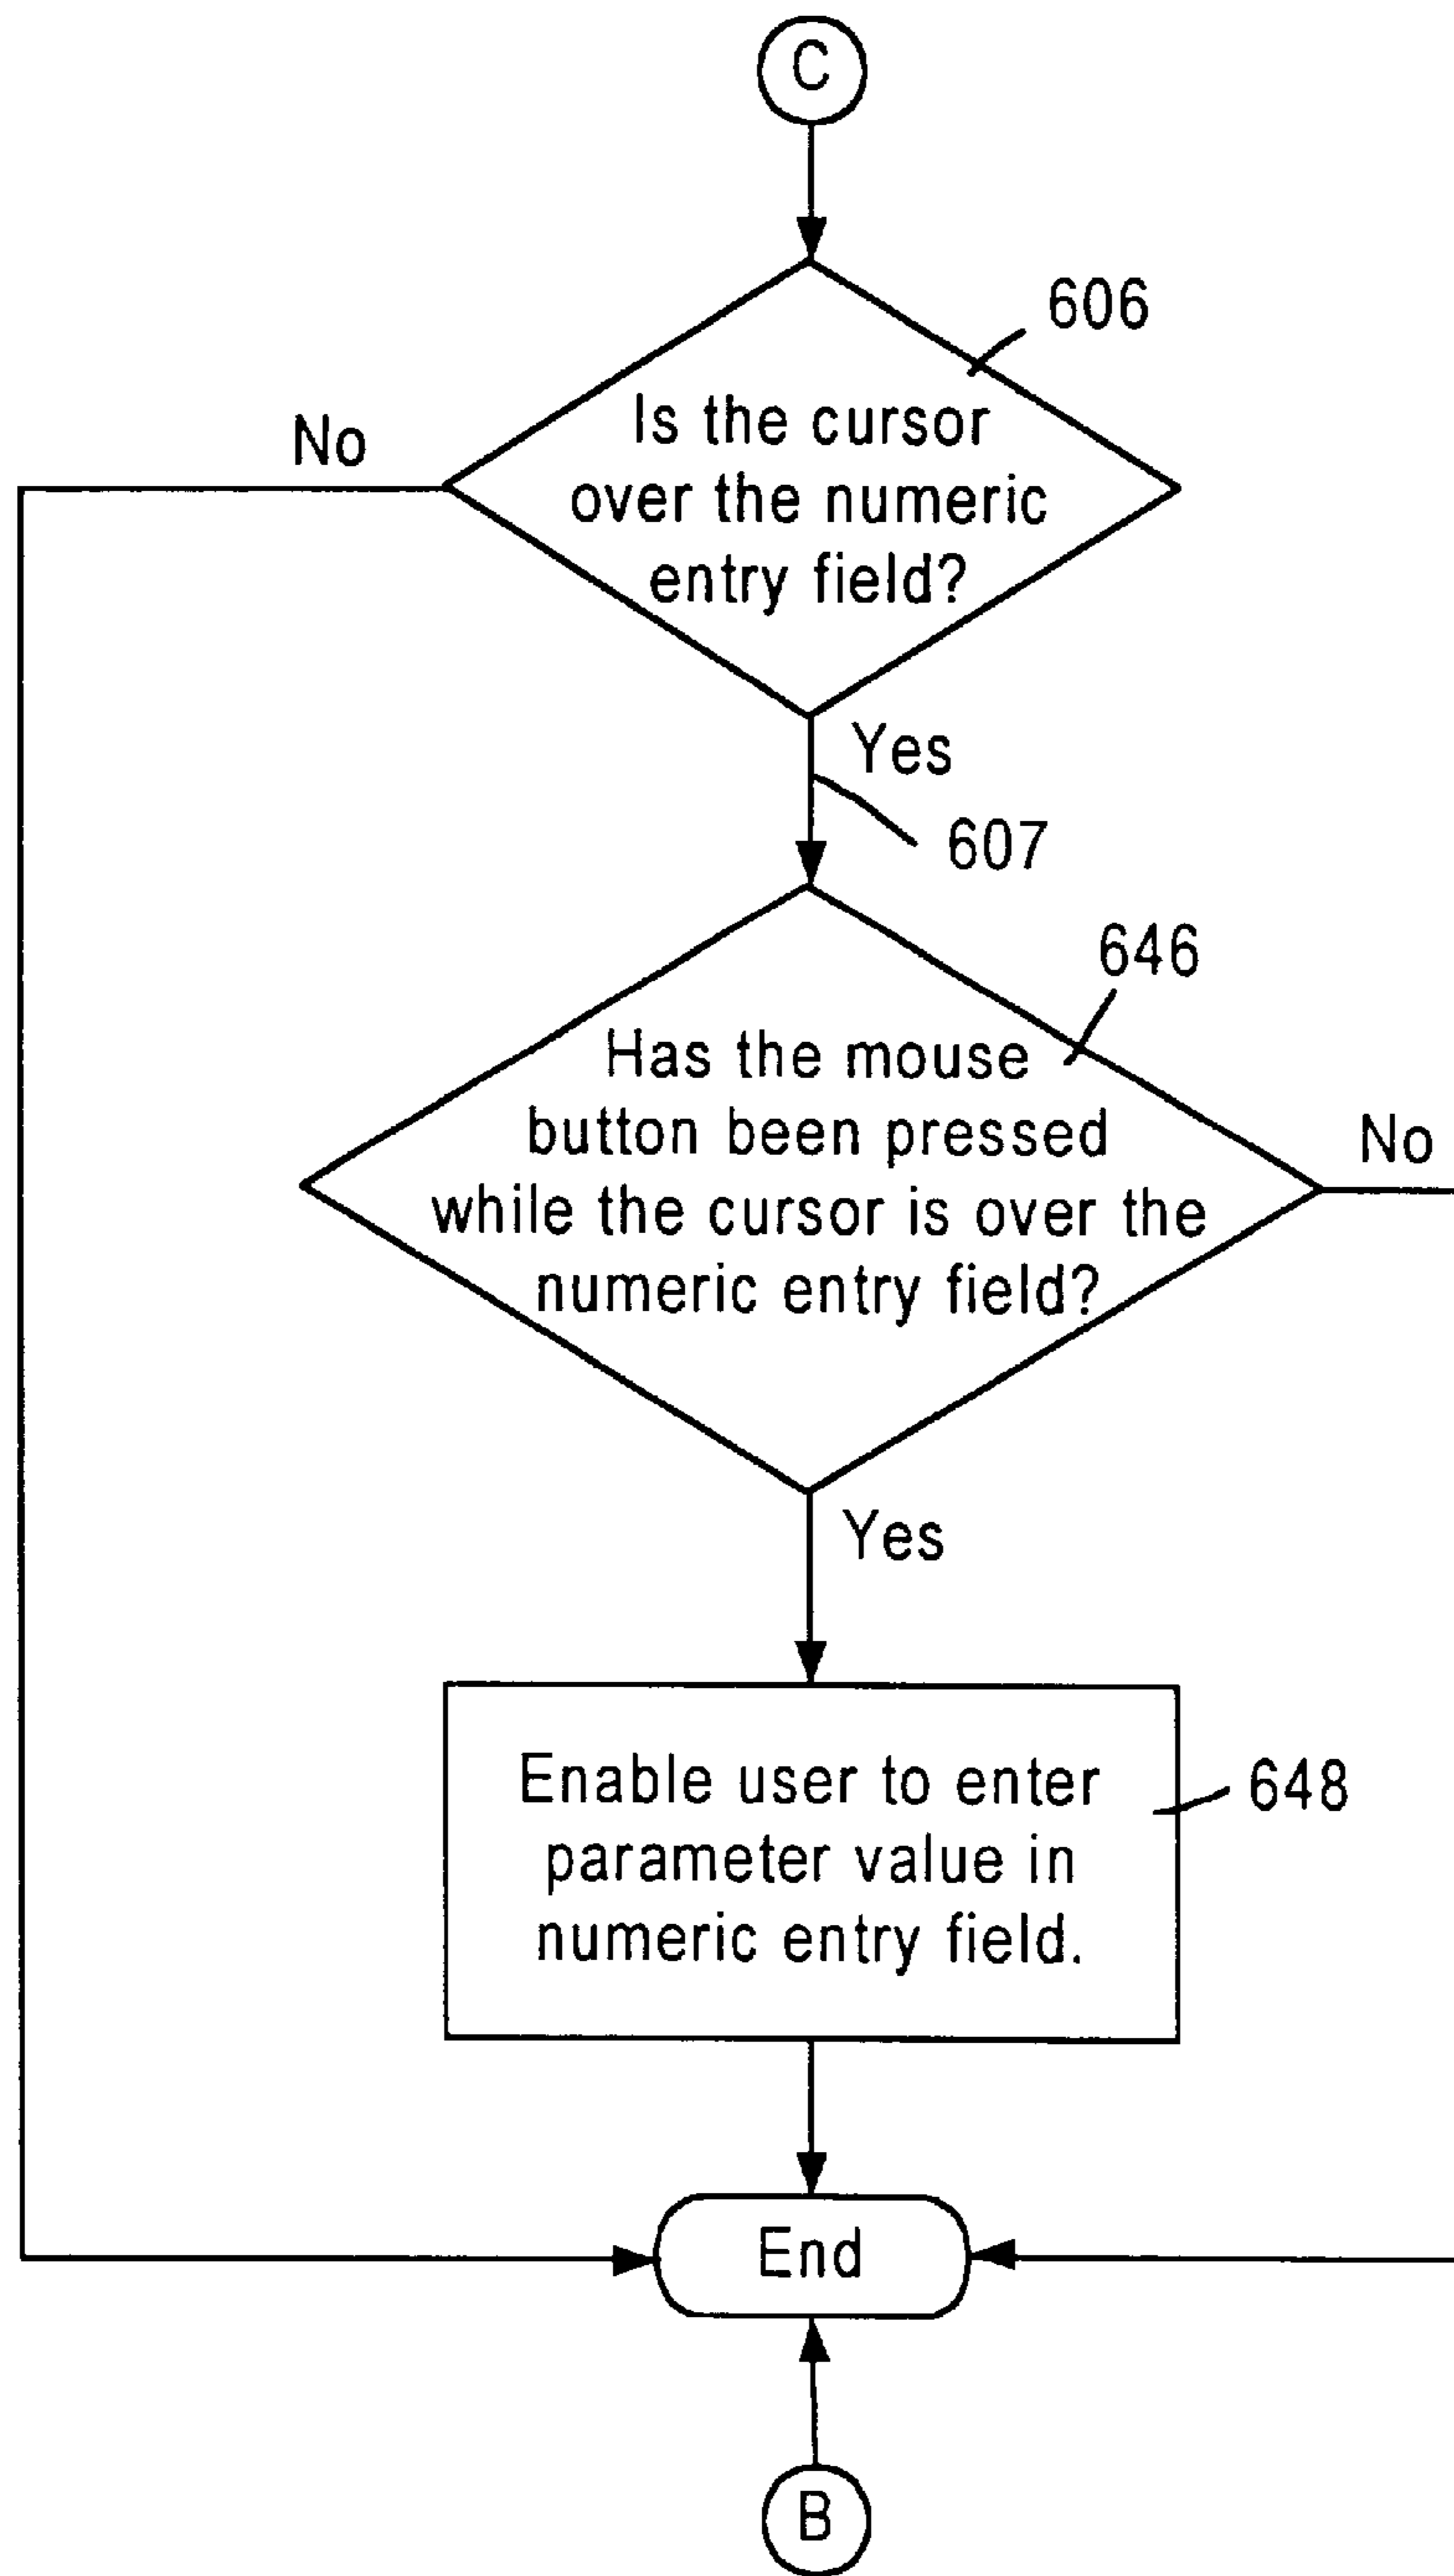 C
606
Is the cursor
over the numeric
entry field?
No
Yes
607
646
Has the mouse
button been pressed
while the cursor is over the
numeric entry field?
No
Yes
Enable user to enter
parameter value in
numeric entry field.
648
End
B